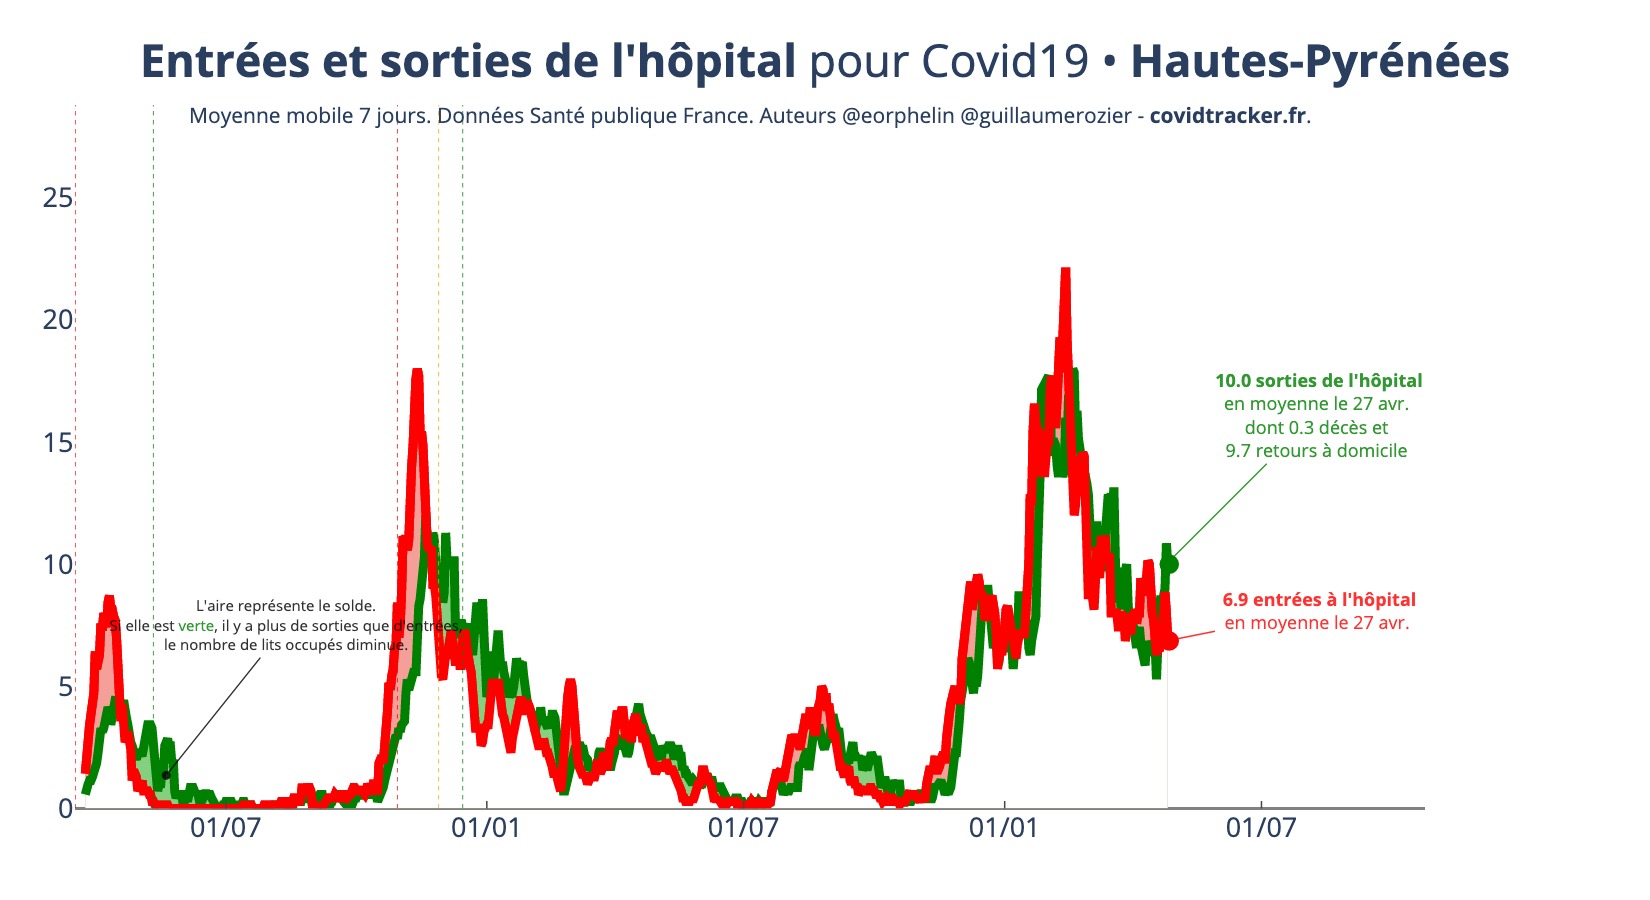 Entrées et sorties de l'hôpital pour Covid19 • Hautes-Pyrénées
Moyenne mobile 7 jours. Données Santé publique France. Auteurs @eorphelin @guillaumerozier - covidtracker.fr.
25
20
15
10
5
0
10.0 sorties de l'hôpital
en moyenne le 27 avr.
dont 0.3 décès et
9.7 retours à domicile
6.9 entrées à l'hôpital
en moyenne le 27 avr.
L'aire représente le solde.
Si elle est verte, il y a plus de sorties que d'entrées,
le nombre de lits occupés diminue.
01/07
01/01
01/07
01/01
01/07